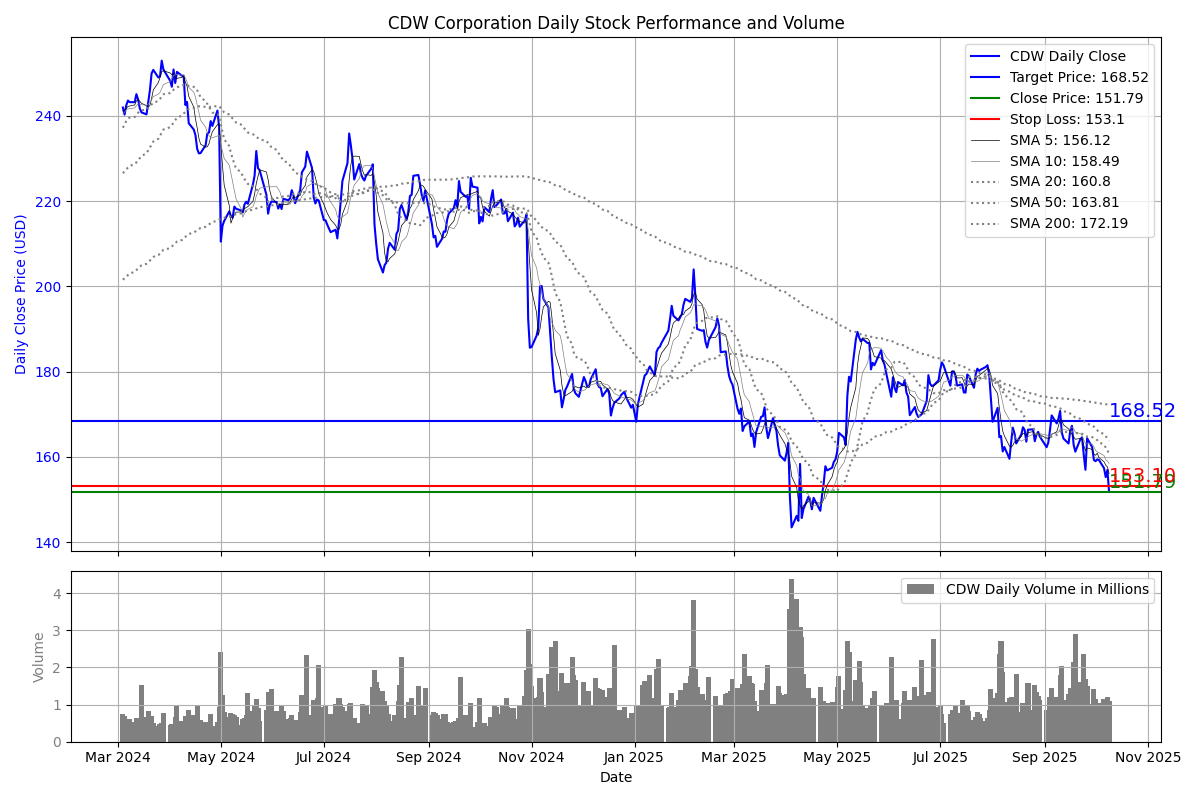 CDW Corporation Daily Stock Performance and Volume
Daily Close Price (USD)
240
220
200
180
160
140
CDW Daily Close
Target Price: 168.52
Close Price: 151.79
Stop Loss: 153.1
SMA 5: 156.12
SMA 10: 158.49
SMA 20: 160.8
SMA 50: 163.81
SMA 200: 172.19
168.52
153.10
151.79
Volume
4
3
2
1
0
CDW Daily Volume in Millions
Mar 2024 May 2024 Jul 2024 Sep 2024 Nov 2024 Jan 2025 Mar 2025 May 2025 Jul 2025 Sep 2025 Nov 2025
Date